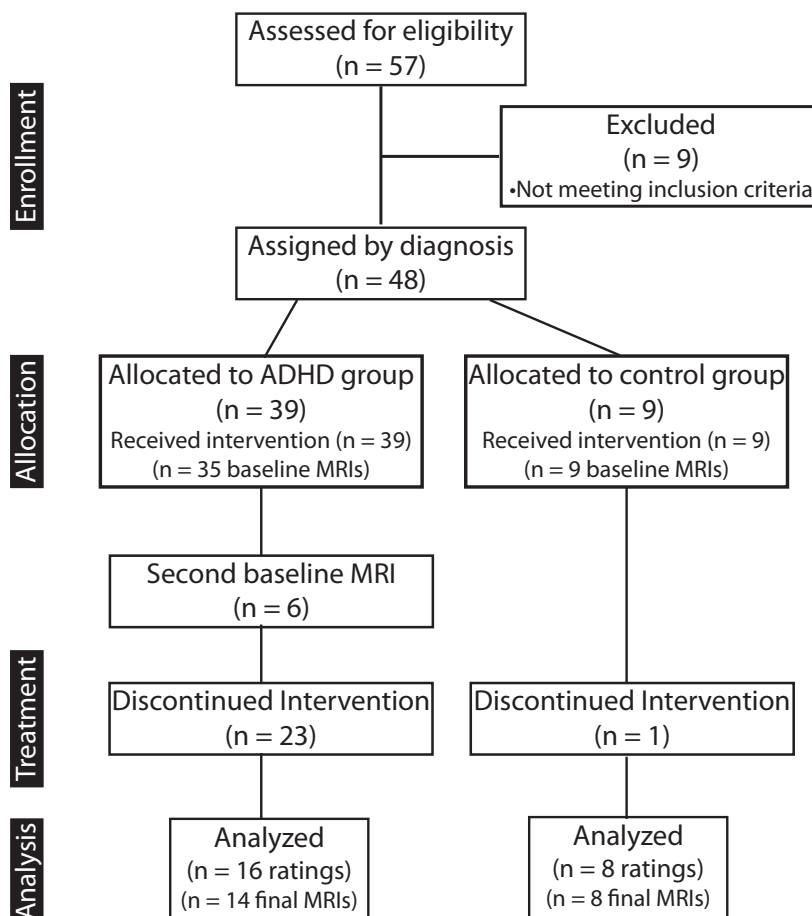 Assessed for eligibility
(n = 57)
Enrollment
Excluded
(n = 9)
•Not meeting inclusion criteria
Assigned by diagnosis
(n = 48)
Allocation
Allocated to ADHD group
(n = 39)
Received intervention (n = 39)
(n = 35 baseline MRIs)
Allocated to control group
(n = 9)
Received intervention (n = 9)
(n = 9 baseline MRIs)
Second baseline MRI
(n = 6)
Treatment
Discontinued Intervention
(n = 23)
Discontinued Intervention
(n = 1)
Analysis
Analyzed
(n = 16 ratings)
(n = 14 final MRIs)
Analyzed
(n = 8 ratings)
(n = 8 final MRIs)